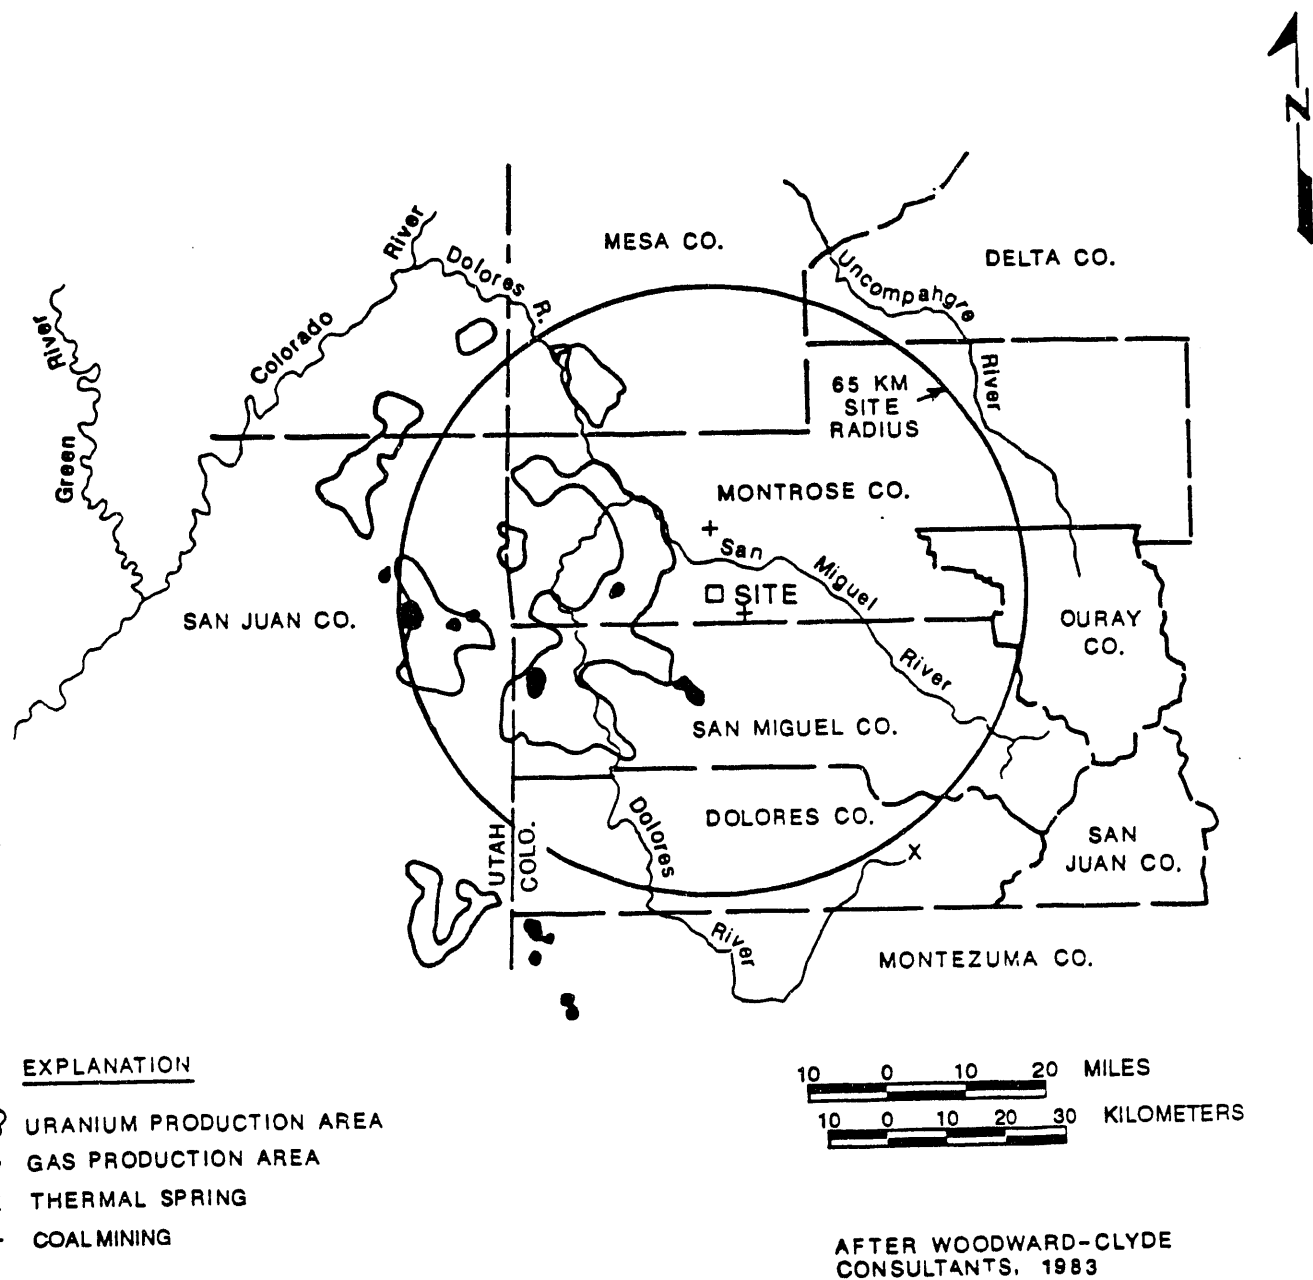 N
MESA CO.
DELTA CO.
River
Dolores R.
Uncompahgre
River
Colorado
River
Green
65 KM
SITE
RADIUS
MONTROSE CO.
San
Miguel
River
SITE
SAN JUAN CO.
OURAY
CO.
SAN MIGUEL CO.
DOLORES CO.
Dolores
River
UTAH
COLO.
X
SAN
JUAN CO.
MONTEZUMA CO.
EXPLANATION
URANIUM PRODUCTION AREA
GAS PRODUCTION AREA
THERMAL SPRING
COAL MINING
10 0 10 20 MILES
10 0 10 20 30 KILOMETERS
AFTER WOODWARD-CLYDE
CONSULTANTS, 1983